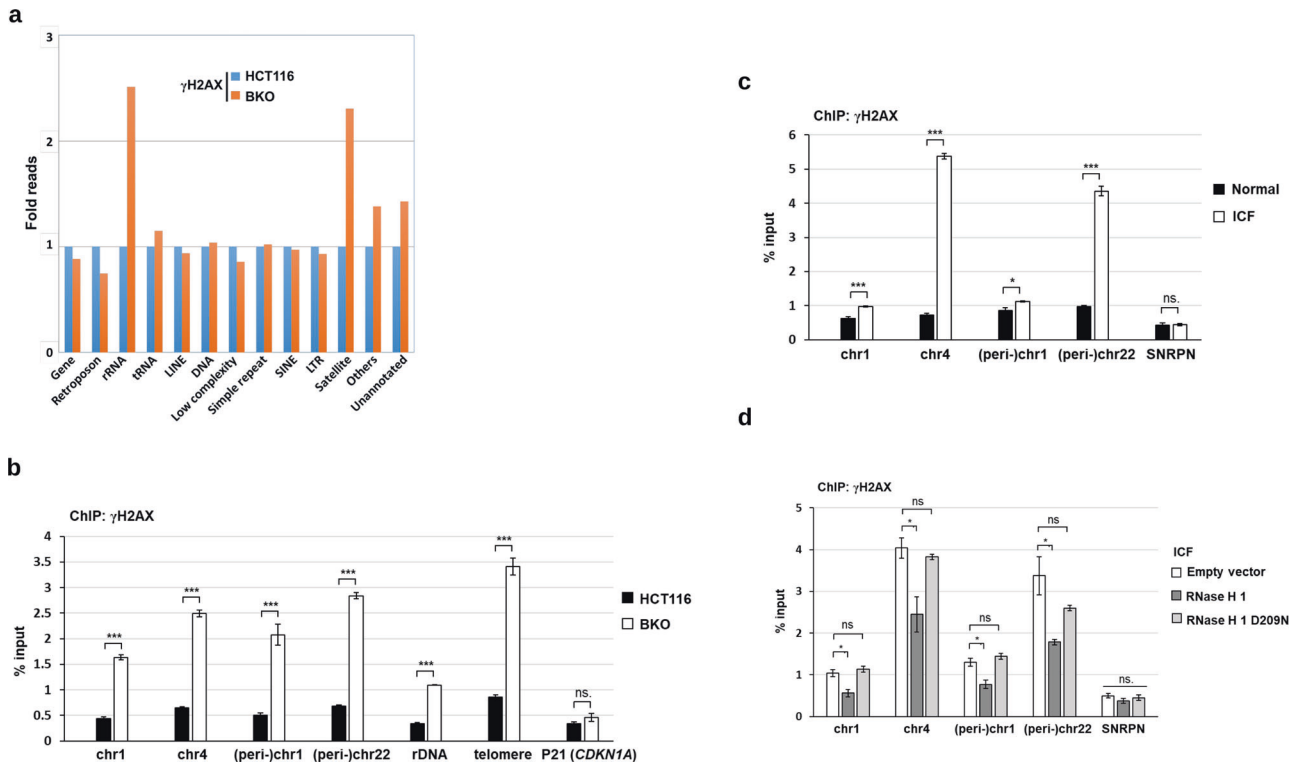 a
3
2
1
0
Fold reads
γH2AX
HCT116
BKO
Gene
Retroposon
rRNA
tRNA
LINE
DNA
Low complexity
Simple repeat
SINE
LTR
Satellite
Others
Unannotated
b
ChIP: γH2AX
% input
4
3.5
3
2.5
2
1.5
1
0.5
0
***
***
***
***
***
***
ns.
HCT116
BKO
chr1 chr4 (peri-)chr1 (peri-)chr22 rDNA telomere P21 (CDKN1A)
c
ChIP: γH2AX
% input
6
5
4
3
2
1
0
***
***
*
***
ns.
Normal
ICF
chr1 chr4 (peri-)chr1 (peri-)chr22 SNRPN
d
ChIP: γH2AX
% input
5
4
3
2
1
0
ns
*
ns
*
ns
*
ns
*
ns.
ICF
Empty vector
RNase H 1
RNase H 1 D209N
chr1 chr4 (peri-)chr1 (peri-)chr22 SNRPN